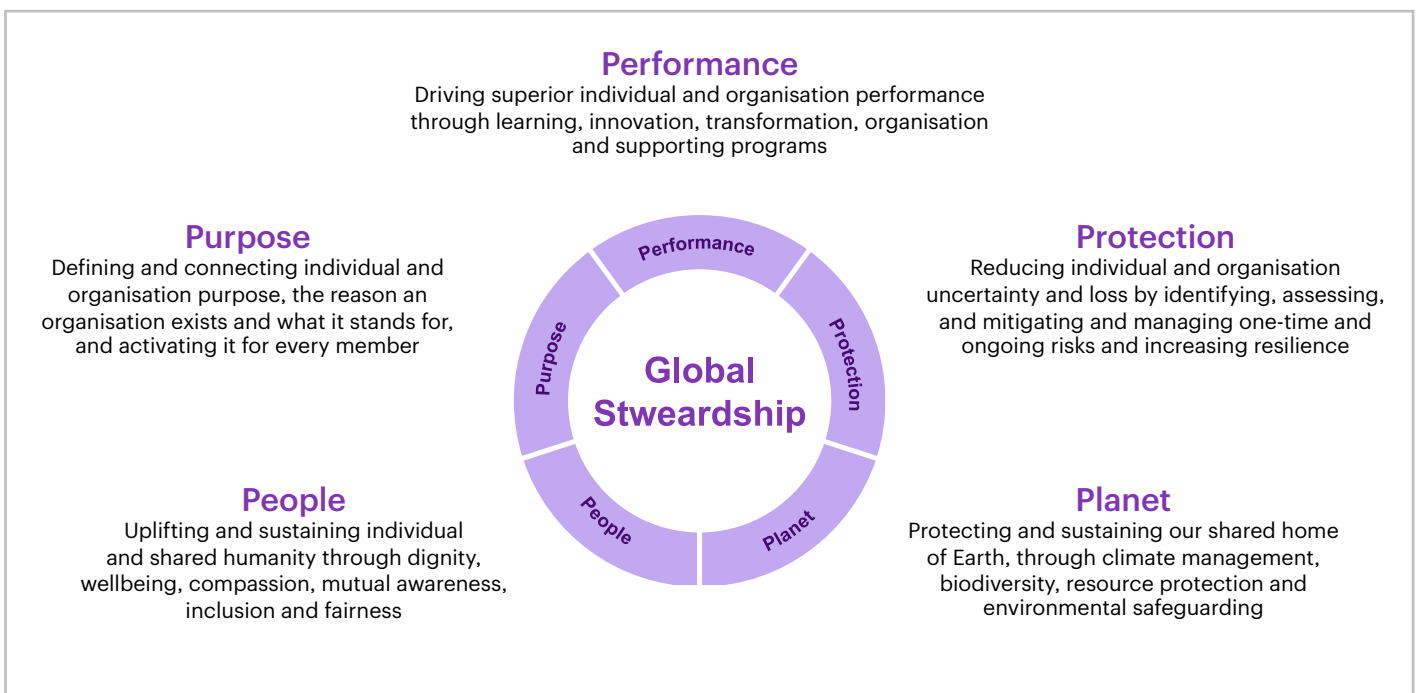 Performance
Driving superior individual and organisation performance
through learning, innovation, transformation, organisation
and supporting programs
Purpose
Defining and connecting individual and
organisation purpose, the reason an
organisation exists and what it stands for,
and activating it for every member
Protection
Reducing individual and organisation
uncertainty and loss by identifying, assessing,
and mitigating and managing one-time and
ongoing risks and increasing resilience
Performance
Purpose
Protection
Global
Stweardship
People
Planet
People
Uplifting and sustaining individual
and shared humanity through dignity,
wellbeing, compassion, mutual awareness,
inclusion and fairness
Planet
Protecting and sustaining our shared home
of Earth, through climate management,
biodiversity, resource protection and
environmental safeguarding